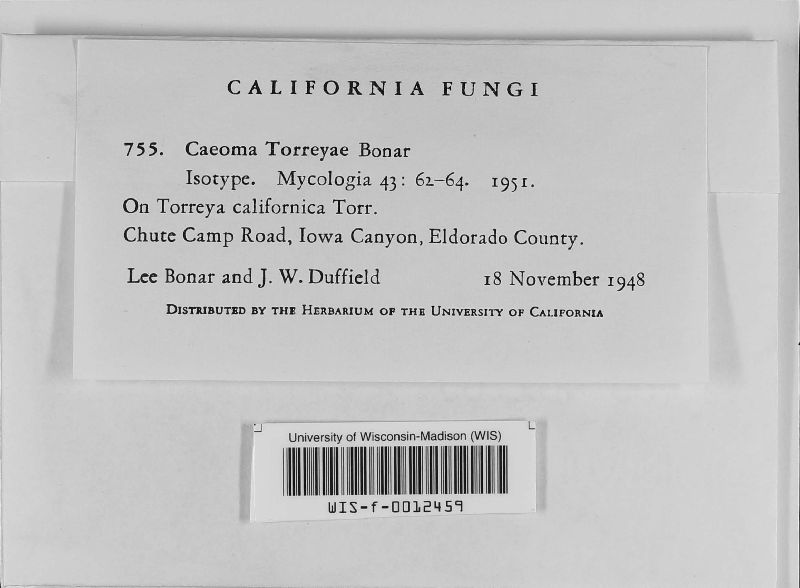 CALIFORNIA FUNGI
755. Caeoma Torreyae Bonar
Isotype. Mycologia 43: 62–64. 1951.
On Torreya californica Torr.
Chute Camp Road, Iowa Canyon, Eldorado County.
Lee Bonar and J. W. Duffield 18 November 1948
Distributed by the Herbarium of the University of California
University of Wisconsin-Madison (WIS)
WIS-f-0012459